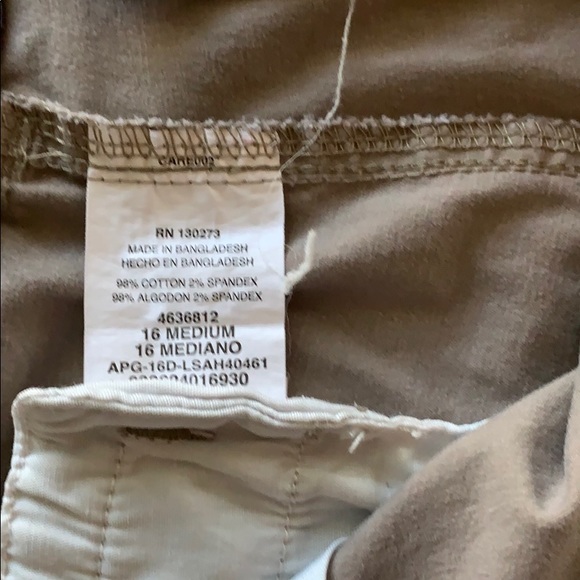 CARE002
RN 130273
MADE IN BANGLADESH
HECHO EN BANGLADESH
98% COTTON 2% SPANDEX
98% ALGODON 2% SPANDEX
4636812
16 MEDIUM
16 MEDIANO
APG-16D-LSAH40461